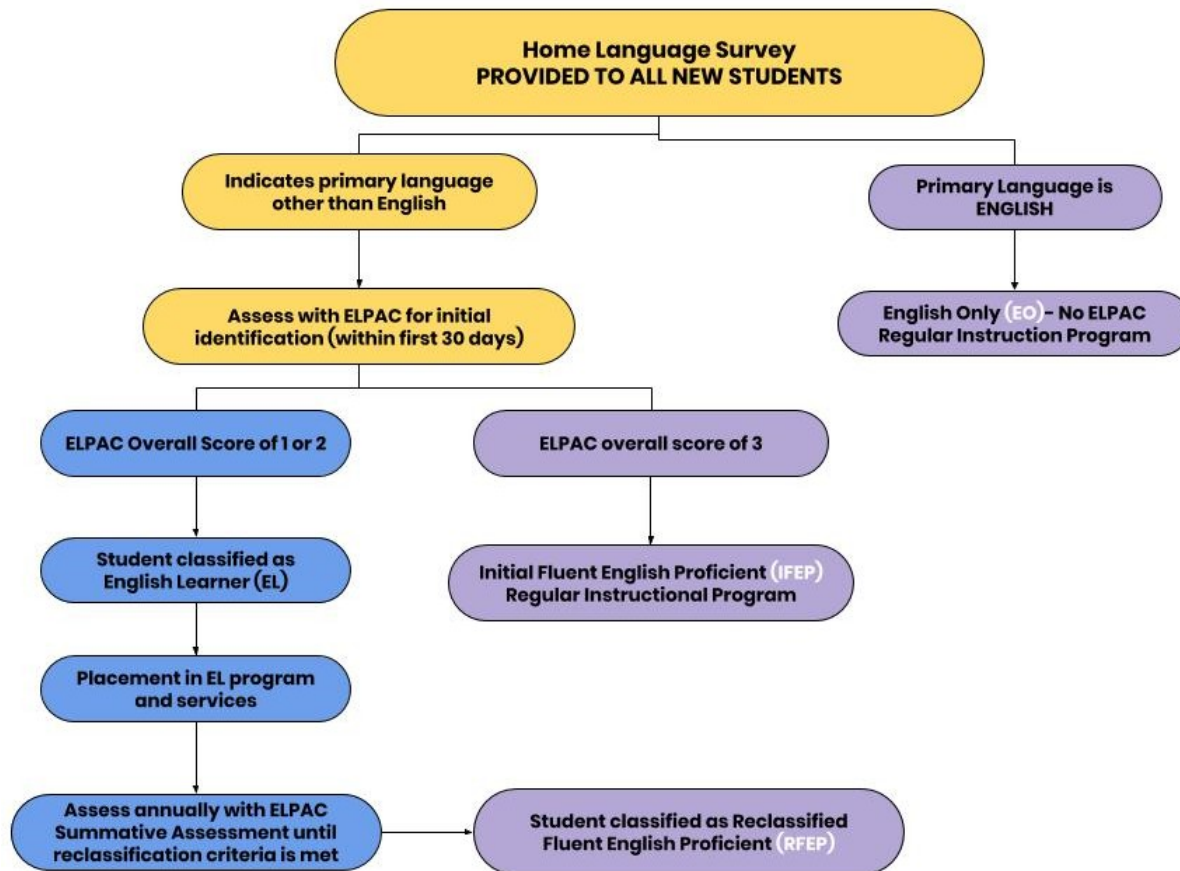 Home Language Survey
PROVIDED TO ALL NEW STUDENTS
Indicates primary language
other than English
Primary Language is
ENGLISH
Assess with ELPAC for initial
identification (within first 30 days)
English Only (EO)- No ELPAC
Regular Instruction Program
ELPAC Overall Score of 1 or 2
ELPAC overall score of 3
Student classified as
English Learner (EL)
Initial Fluent English Proficient (IFEP)
Regular Instructional Program
Placement in EL program
and services
Assess annually with ELPAC
Summative Assessment until
reclassification criteria is met
Student classified as Reclassified
Fluent English Proficient (RFEP)